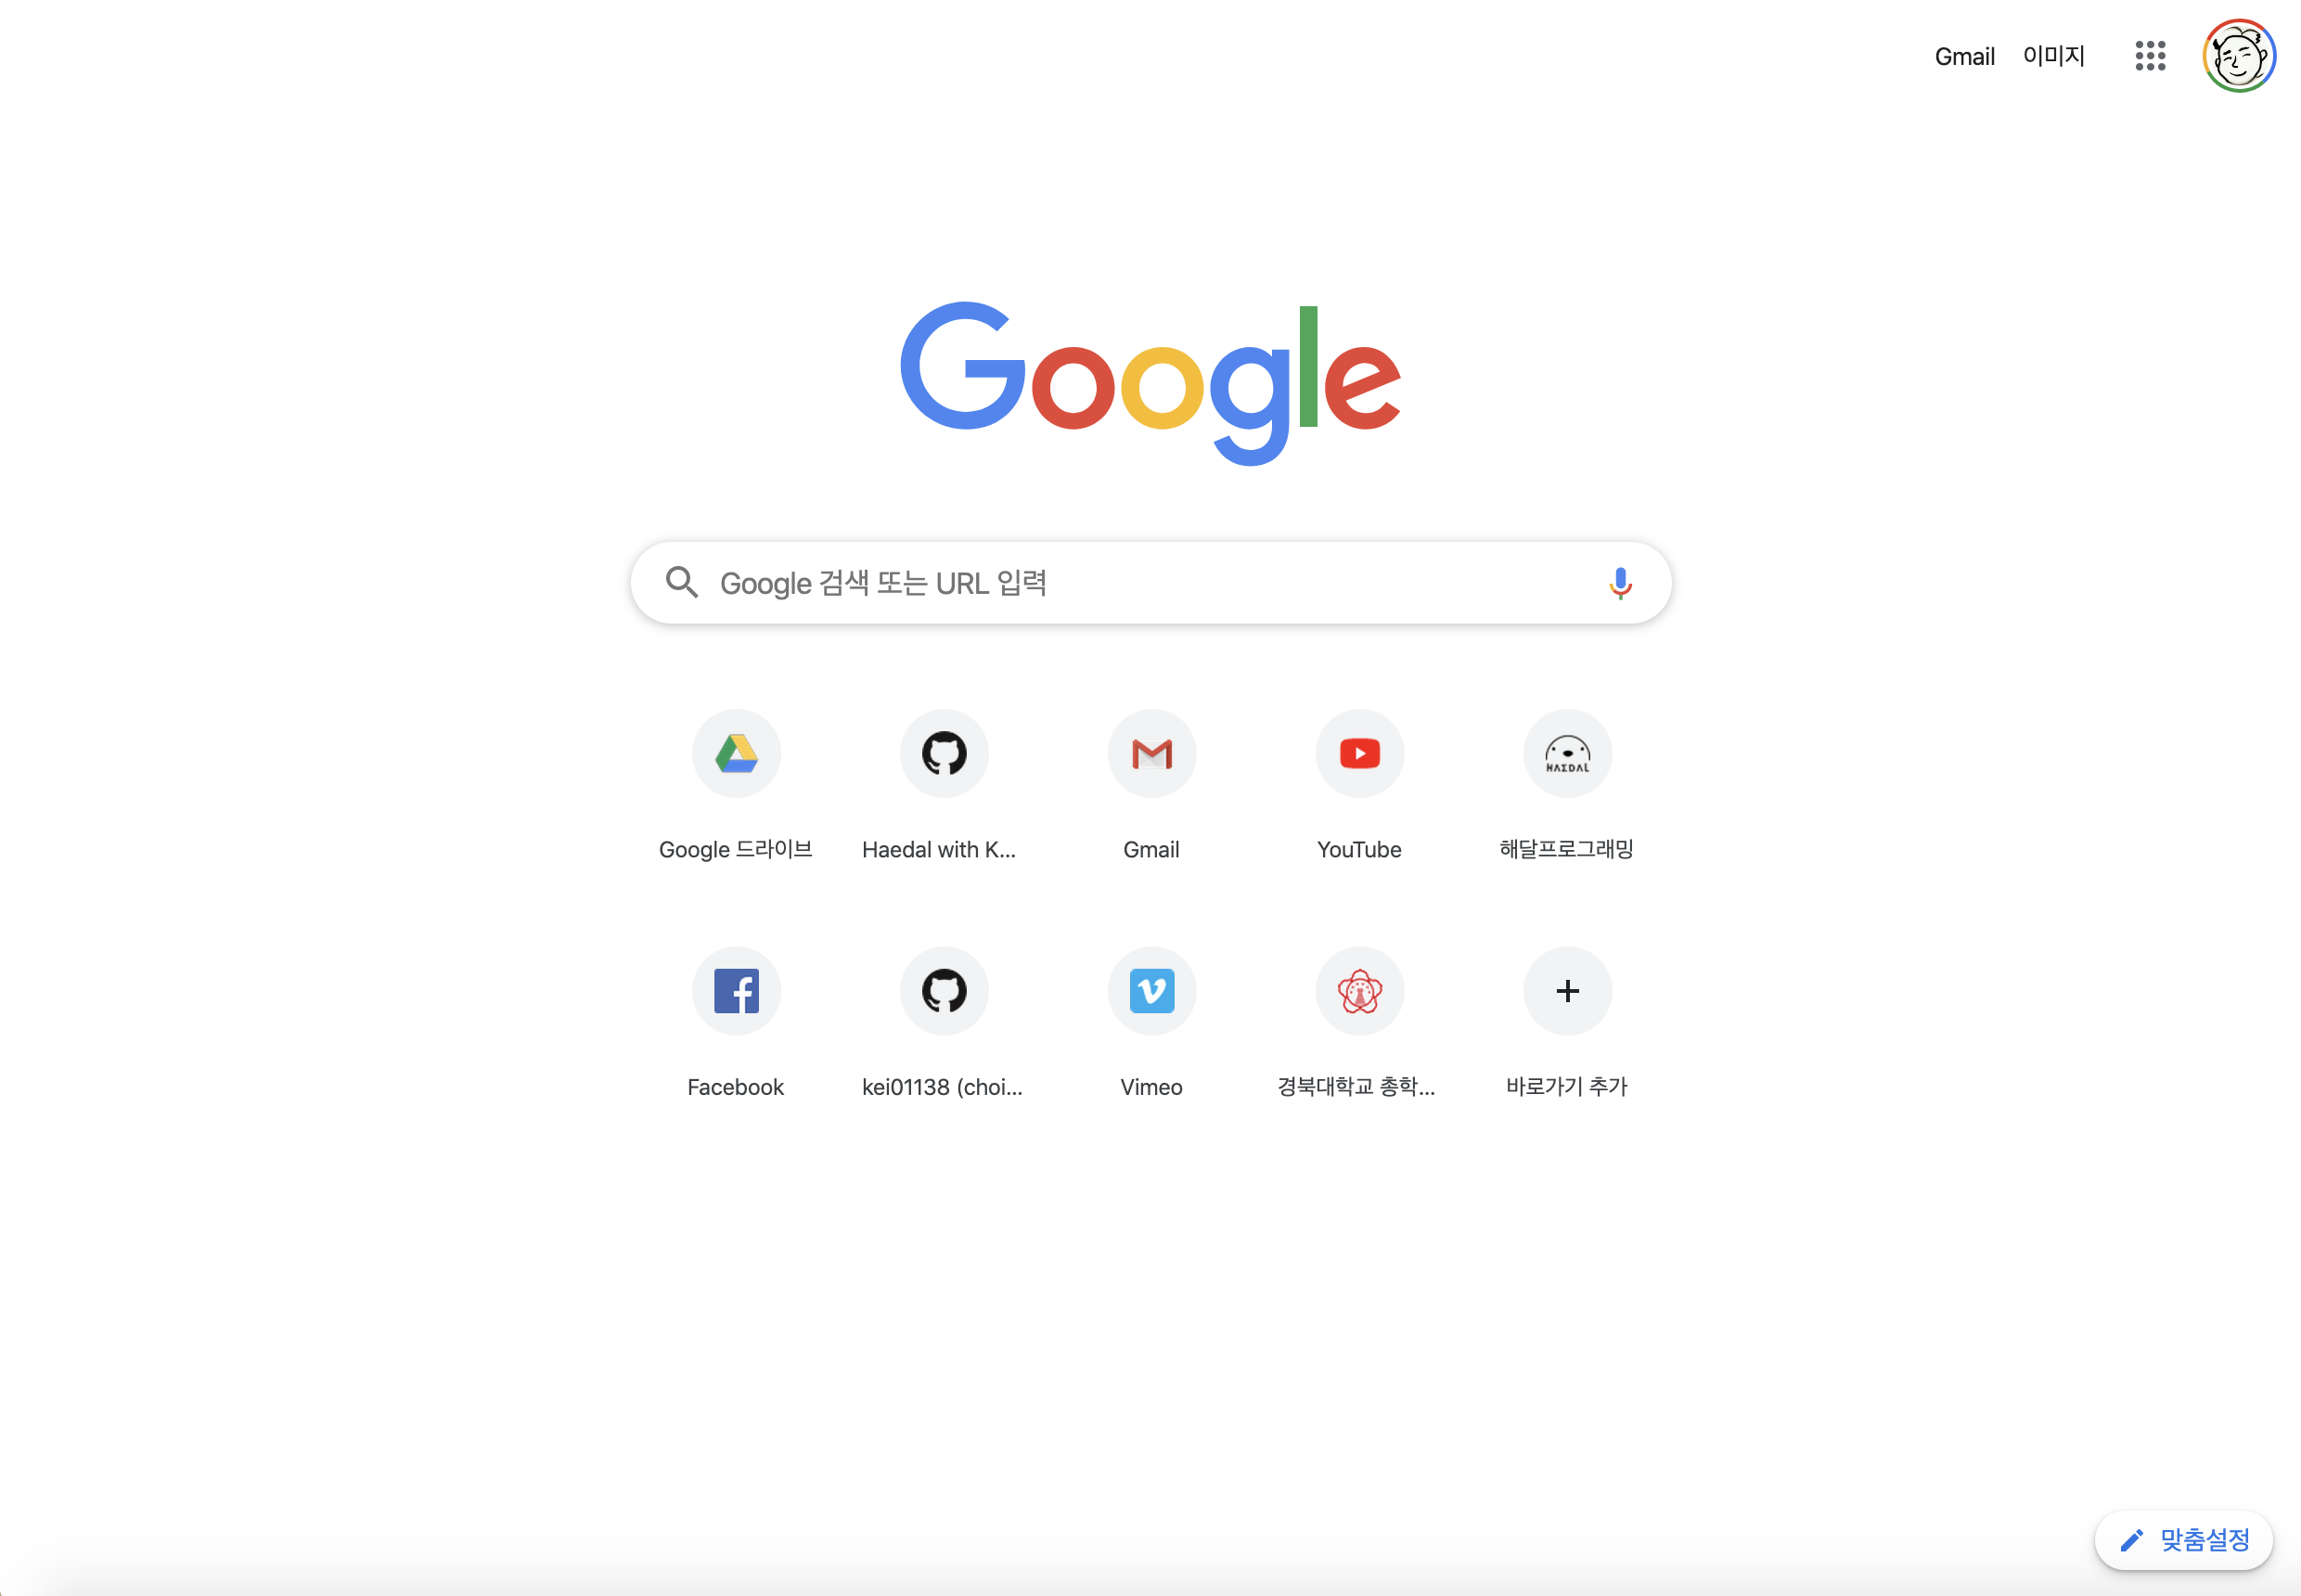 Gmail 이미지
Google
Google 검색 또는 URL 입력
HAEDAL
Google 드라이브 Haedal with K... Gmail YouTube 해달프로그래밍
Facebook kei01138 (choi... Vimeo 경북대학교 총학... 바로가기 추가
맞춤설정